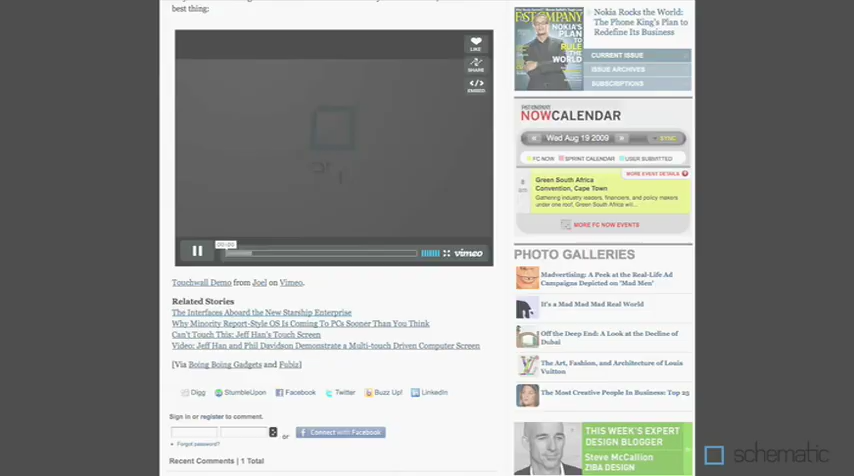 best thing:
LIKE
SHARE
EMBED
00:00
vimeo
Touchwall Demo from Joel on Vimeo.
Related Stories
The Interfaces Aboard the New Starship Enterprise
Why Minority Report-Style OS Is Coming To PCs Sooner Than You Think
Can't Touch This: Jeff Han's Touch Screen
Video: Jeff Han and Phil Davidson Demonstrate a Multi-touch Driven Computer Screen
[Via Boing Boing Gadgets and Fubiz]
Digg StumbleUpon Facebook Twitter Buzz Up! LinkedIn
Sign in or register to comment.
or Connect with Facebook
Forgot password?
Recent Comments | 1 Total
FAST COMPANY
NOKIA'S
PLAN TO
RULE
THE
WORLD
Nokia Rocks the World:
The Phone King's Plan to
Redefine Its Business
CURRENT ISSUE
ISSUE ARCHIVES
SUBSCRIPTIONS
FAST COMPANY
NOWCALENDAR
Wed Aug 19 2009
SYNC
FC NOW SPRINT CALENDAR USER SUBMITTED
MORE EVENT DETAILS
Green South Africa
Convention, Cape Town
Gathering industry readers, financiers, and policy makers
under one roof, Green South Africa will...
MORE FC NOW EVENTS
PHOTO GALLERIES
Madvertising: A Peek at the Real-Life Ad
Campaigns Depicted on 'Mad Men'
It's a Mad Mad Mad Real World
Off the Deep End: A Look at the Decline of
Dubai
The Art, Fashion, and Architecture of Louis
Vuitton
The Most Creative People In Business: Top 25
THIS WEEK'S EXPERT
DESIGN BLOGGER
Steve McCallion
ZIBA DESIGN
schematic